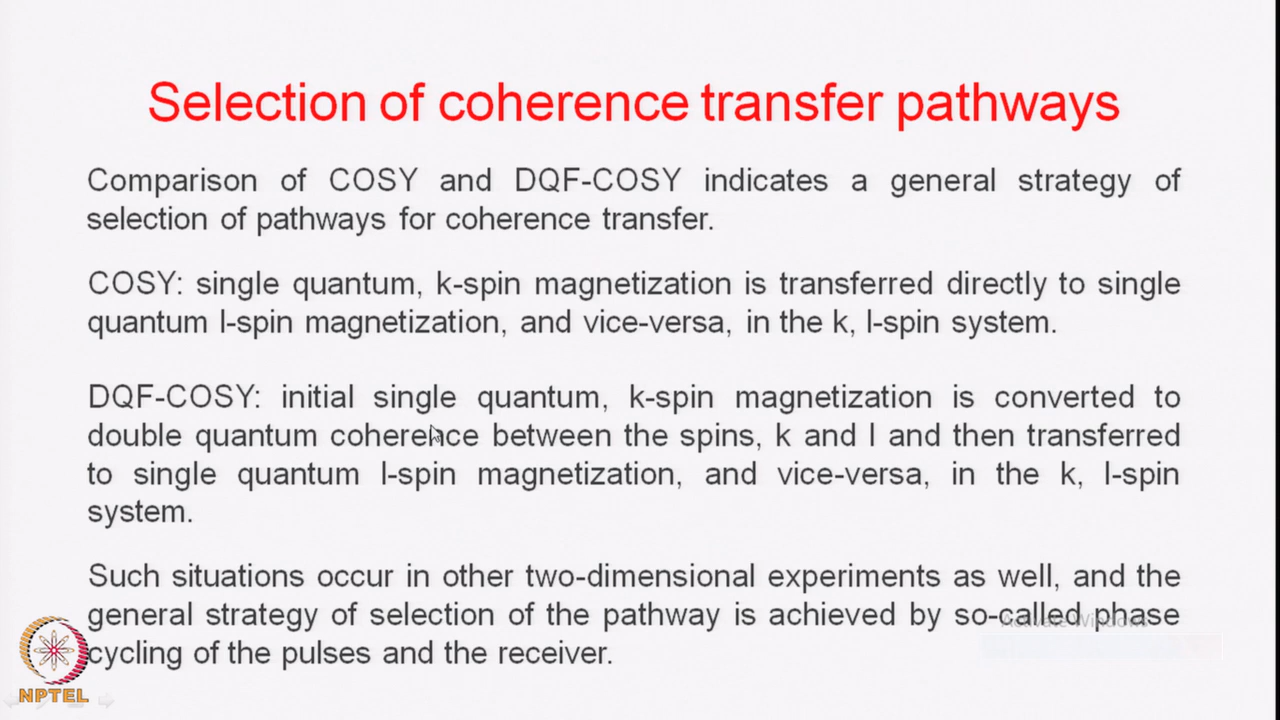 Selection of coherence transfer pathways
Comparison of COSY and DQF-COSY indicates a general strategy of
selection of pathways for coherence transfer.
COSY: single quantum, k-spin magnetization is transferred directly to single
quantum l-spin magnetization, and vice-versa, in the k, l-spin system.
DQF-COSY: initial single quantum, k-spin magnetization is converted to
double quantum coherence between the spins, k and l and then transferred
to single quantum l-spin magnetization, and vice-versa, in the k, l-spin
system.
Such situations occur in other two-dimensional experiments as well, and the
general strategy of selection of the pathway is achieved by so-called phase
cycling of the pulses and the receiver.
Activate Windows
NPTEL